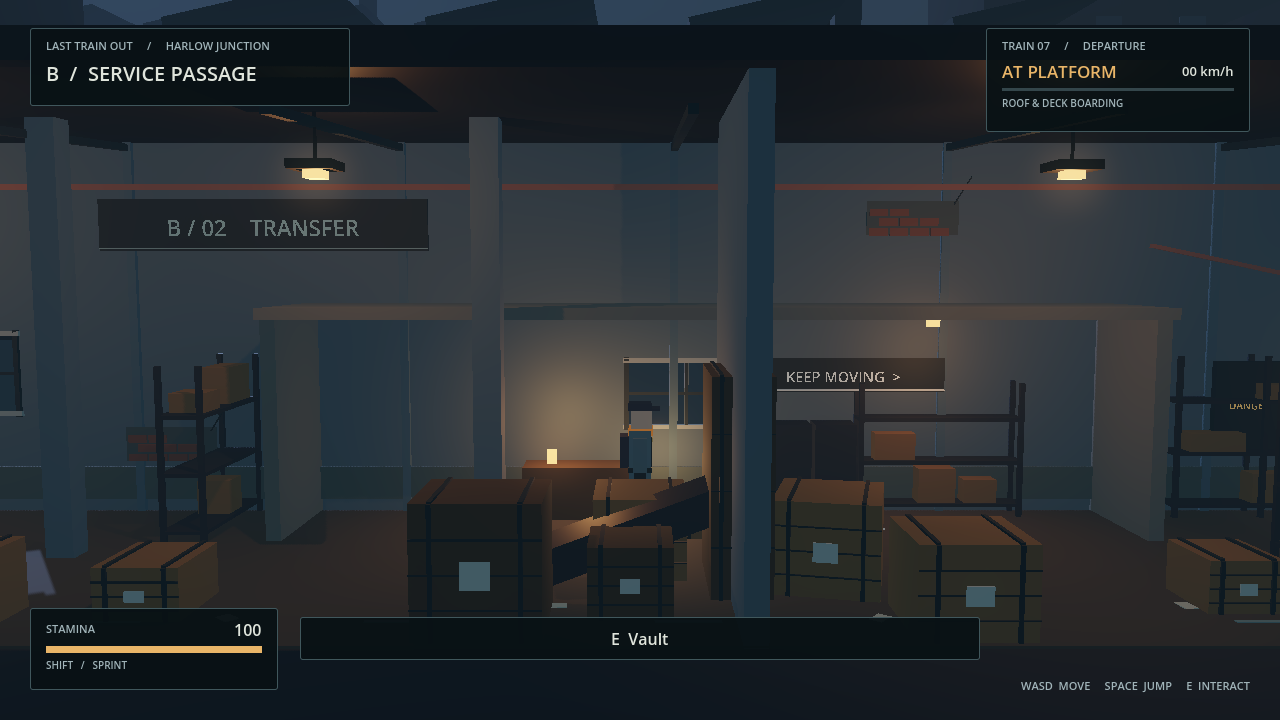 LAST TRAIN OUT / HARLOW JUNCTION
B / SERVICE PASSAGE
TRAIN 07 / DEPARTURE
AT PLATFORM 00 km/h
ROOF & DECK BOARDING
B / 02 TRANSFER
KEEP MOVING >
STAMINA 100
SHIFT / SPRINT
E Vault
WASD MOVE SPACE JUMP E INTERACT